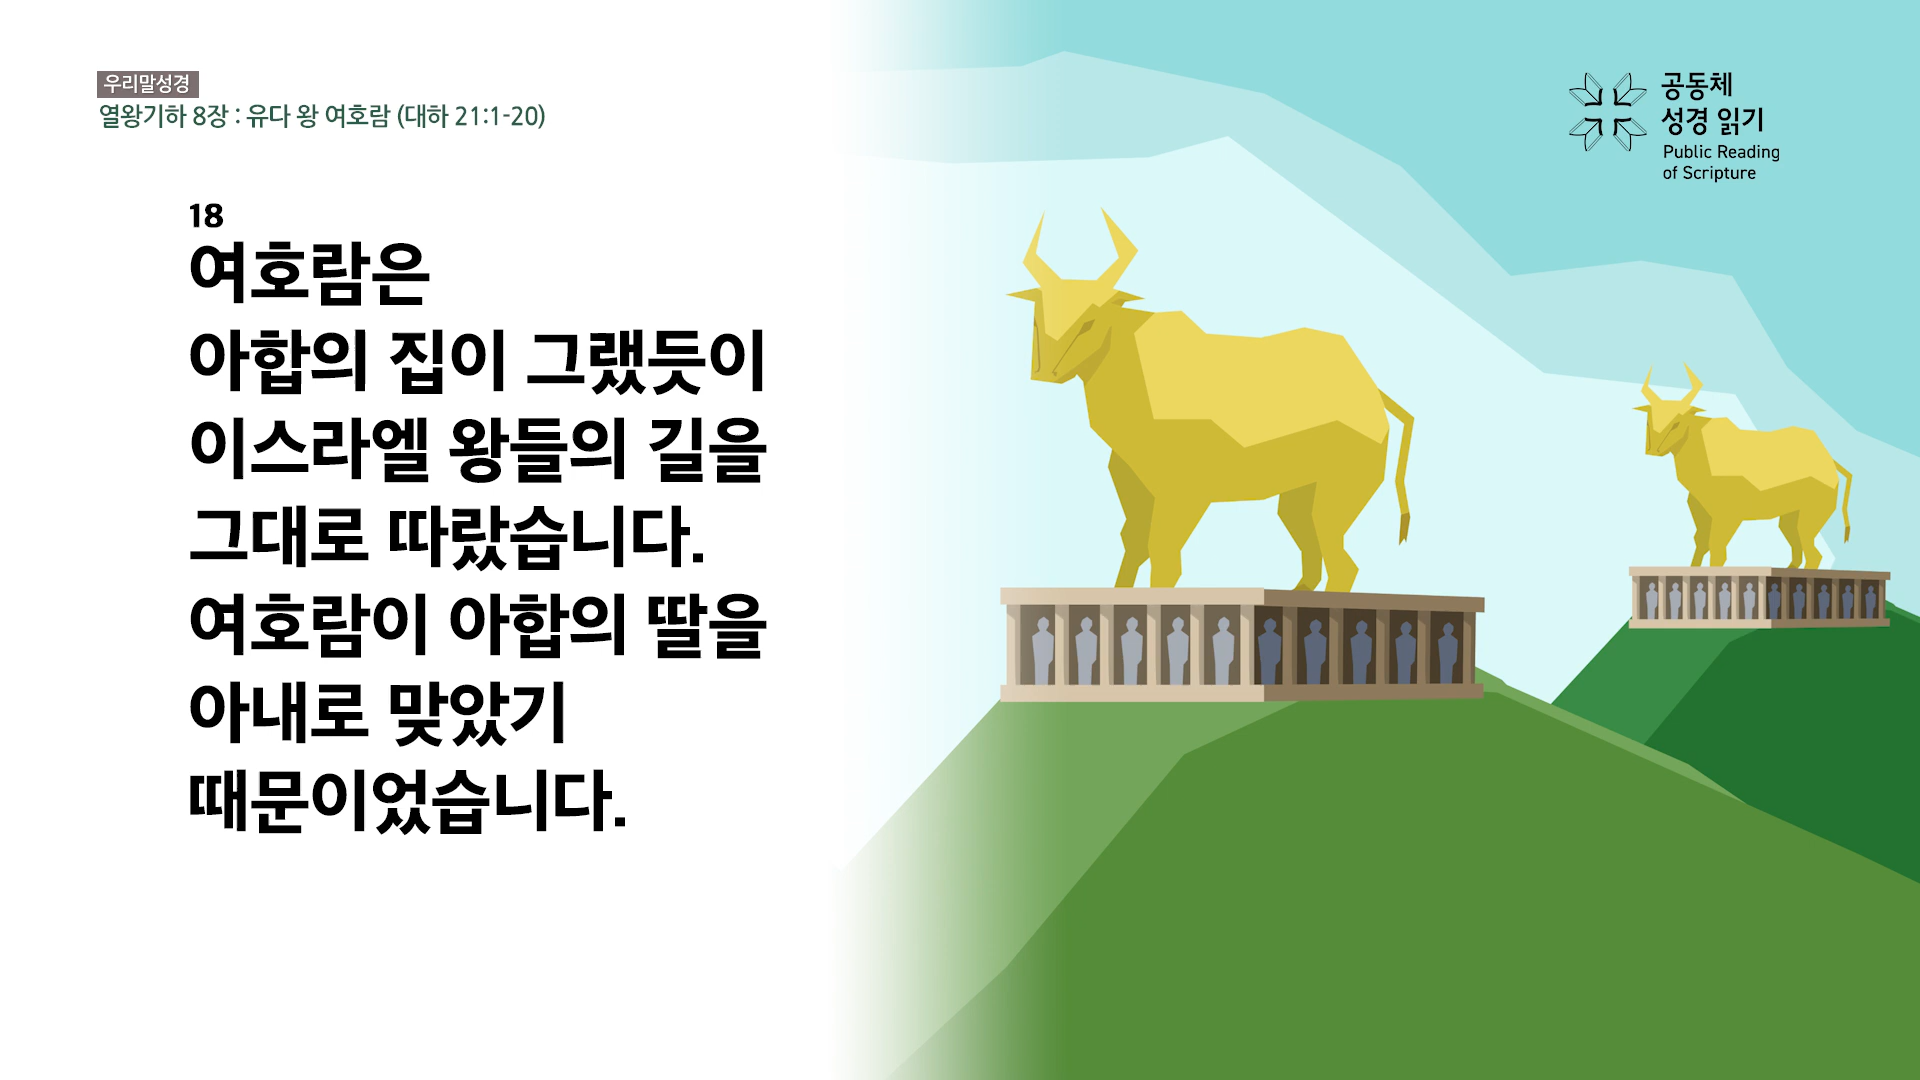 우리말성경
열왕기하 8장 : 유다 왕 여호람 (대하 21:1-20)
공동체
성경 읽기
Public Reading
of Scripture
18
여호람은
아합의 집이 그랬듯이
이스라엘 왕들의 길을
그대로 따랐습니다.
여호람이 아합의 딸을
아내로 맞았기
때문이었습니다.